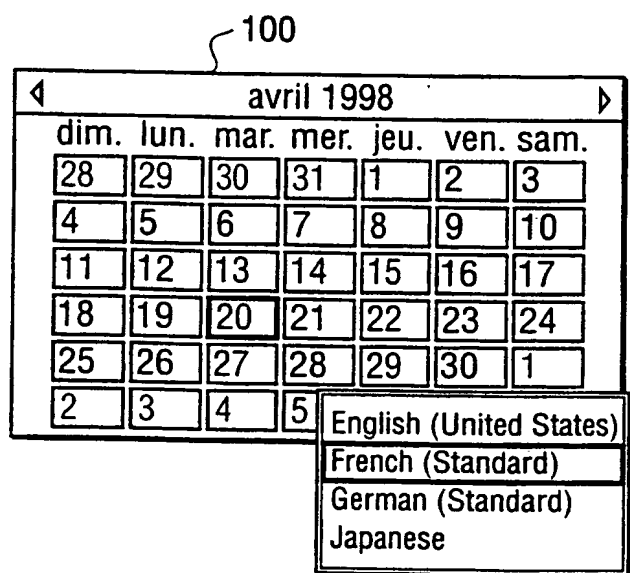 100
avril 1998
dim. lun. mar. mer. jeu. ven. sam.
28 29 30 31 1 2 3
4 5 6 7 8 9 10
11 12 13 14 15 16 17
18 19 20 21 22 23 24
25 26 27 28 29 30 1
2 3 4 5
English (United States)
French (Standard)
German (Standard)
Japanese